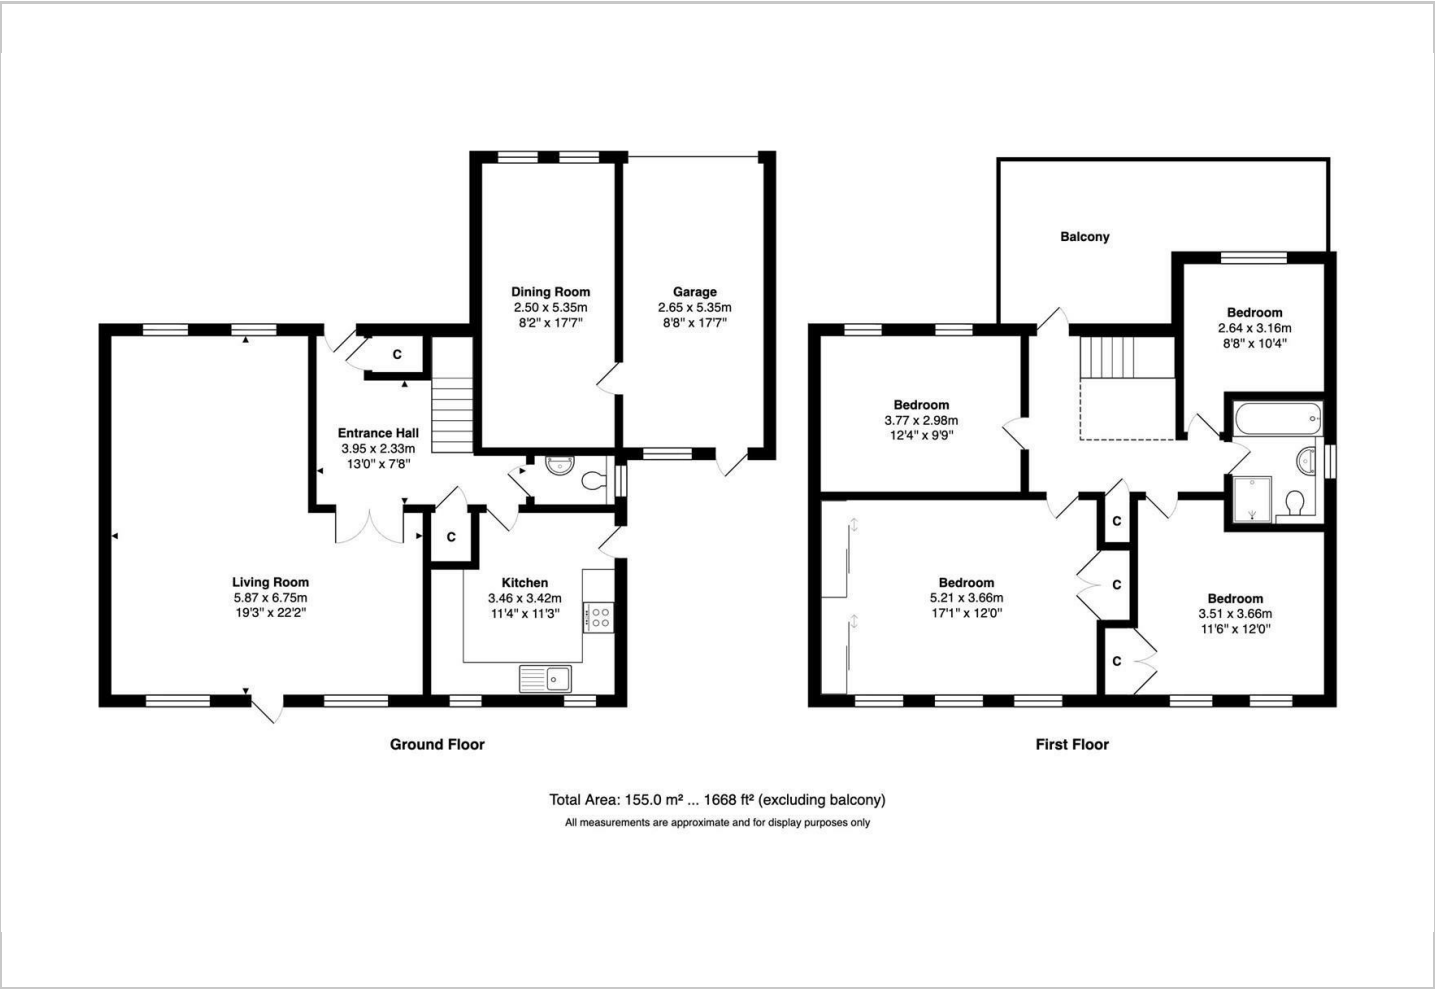 Dining Room
2.50 x 5.35m
8'2" x 17'7"
Garage
2.65 x 5.35m
8'8" x 17'7"
C
Entrance Hall
3.95 x 2.33m
13'0" x 7'8"
C
Living Room
5.87 x 6.75m
19'3" x 22'2"
Kitchen
3.46 x 3.42m
11'4" x 11'3"
Ground Floor
Balcony
Bedroom
2.64 x 3.16m
8'8" x 10'4"
Bedroom
3.77 x 2.98m
12'4" x 9'9"
C
Bedroom
5.21 x 3.66m
17'1" x 12'0"
C
Bedroom
3.51 x 3.66m
11'6" x 12'0"
C
First Floor
Total Area: 155.0 m² ... 1668 ft² (excluding balcony)
All measurements are approximate and for display purposes only